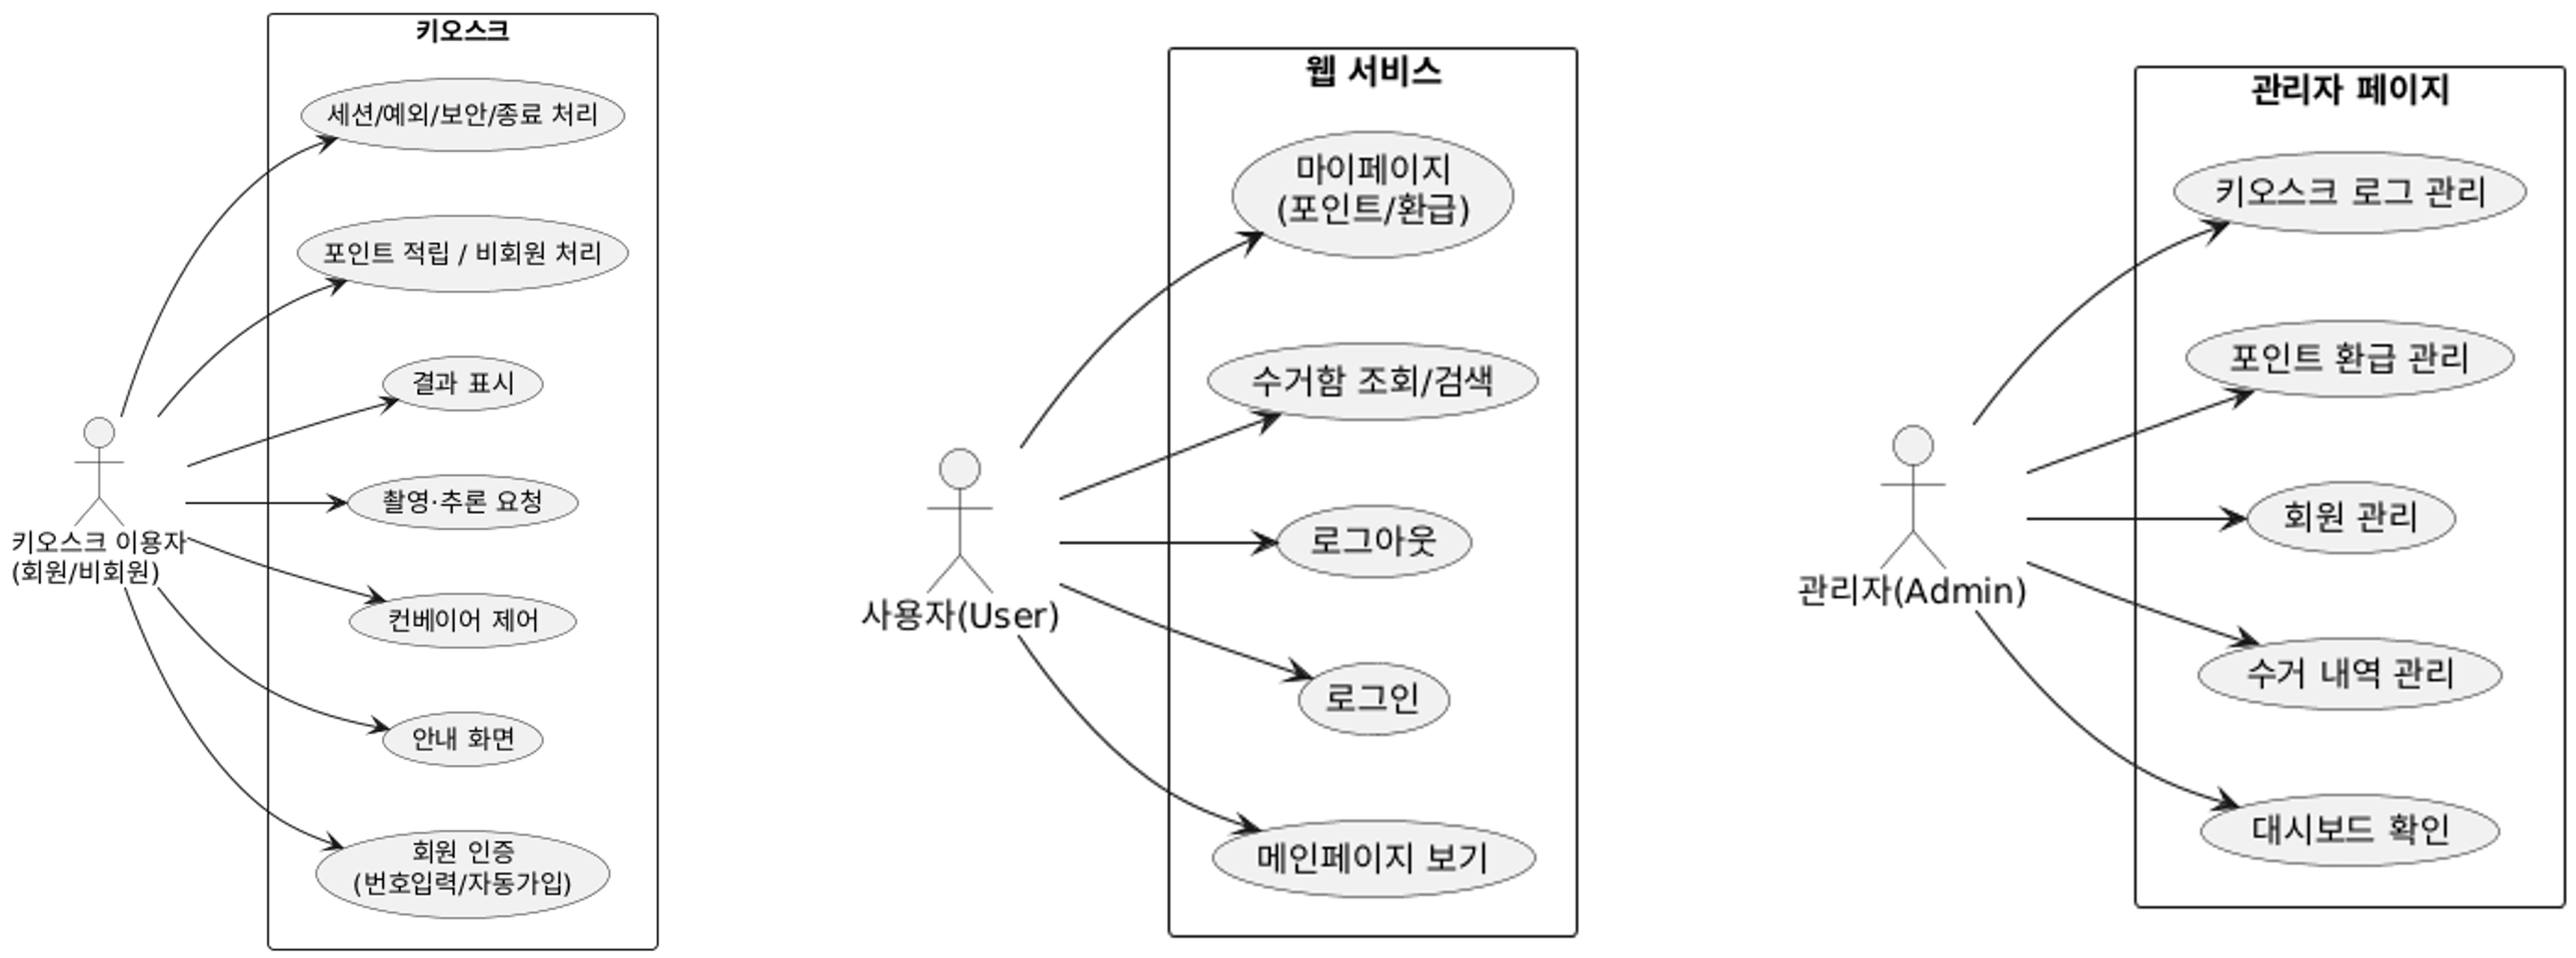 키오스크
세션/예외/보안/종료 처리
포인트 적립 / 비회원 처리
결과 표시
촬영·추론 요청
키오스크 이용자
(회원/비회원)
컨베이어 제어
안내 화면
회원 인증
(번호입력/자동가입)
웹 서비스
마이페이지
(포인트/환급)
수거함 조회/검색
로그아웃
사용자(User)
로그인
메인페이지 보기
관리자 페이지
키오스크 로그 관리
포인트 환급 관리
회원 관리
관리자(Admin)
수거 내역 관리
대시보드 확인